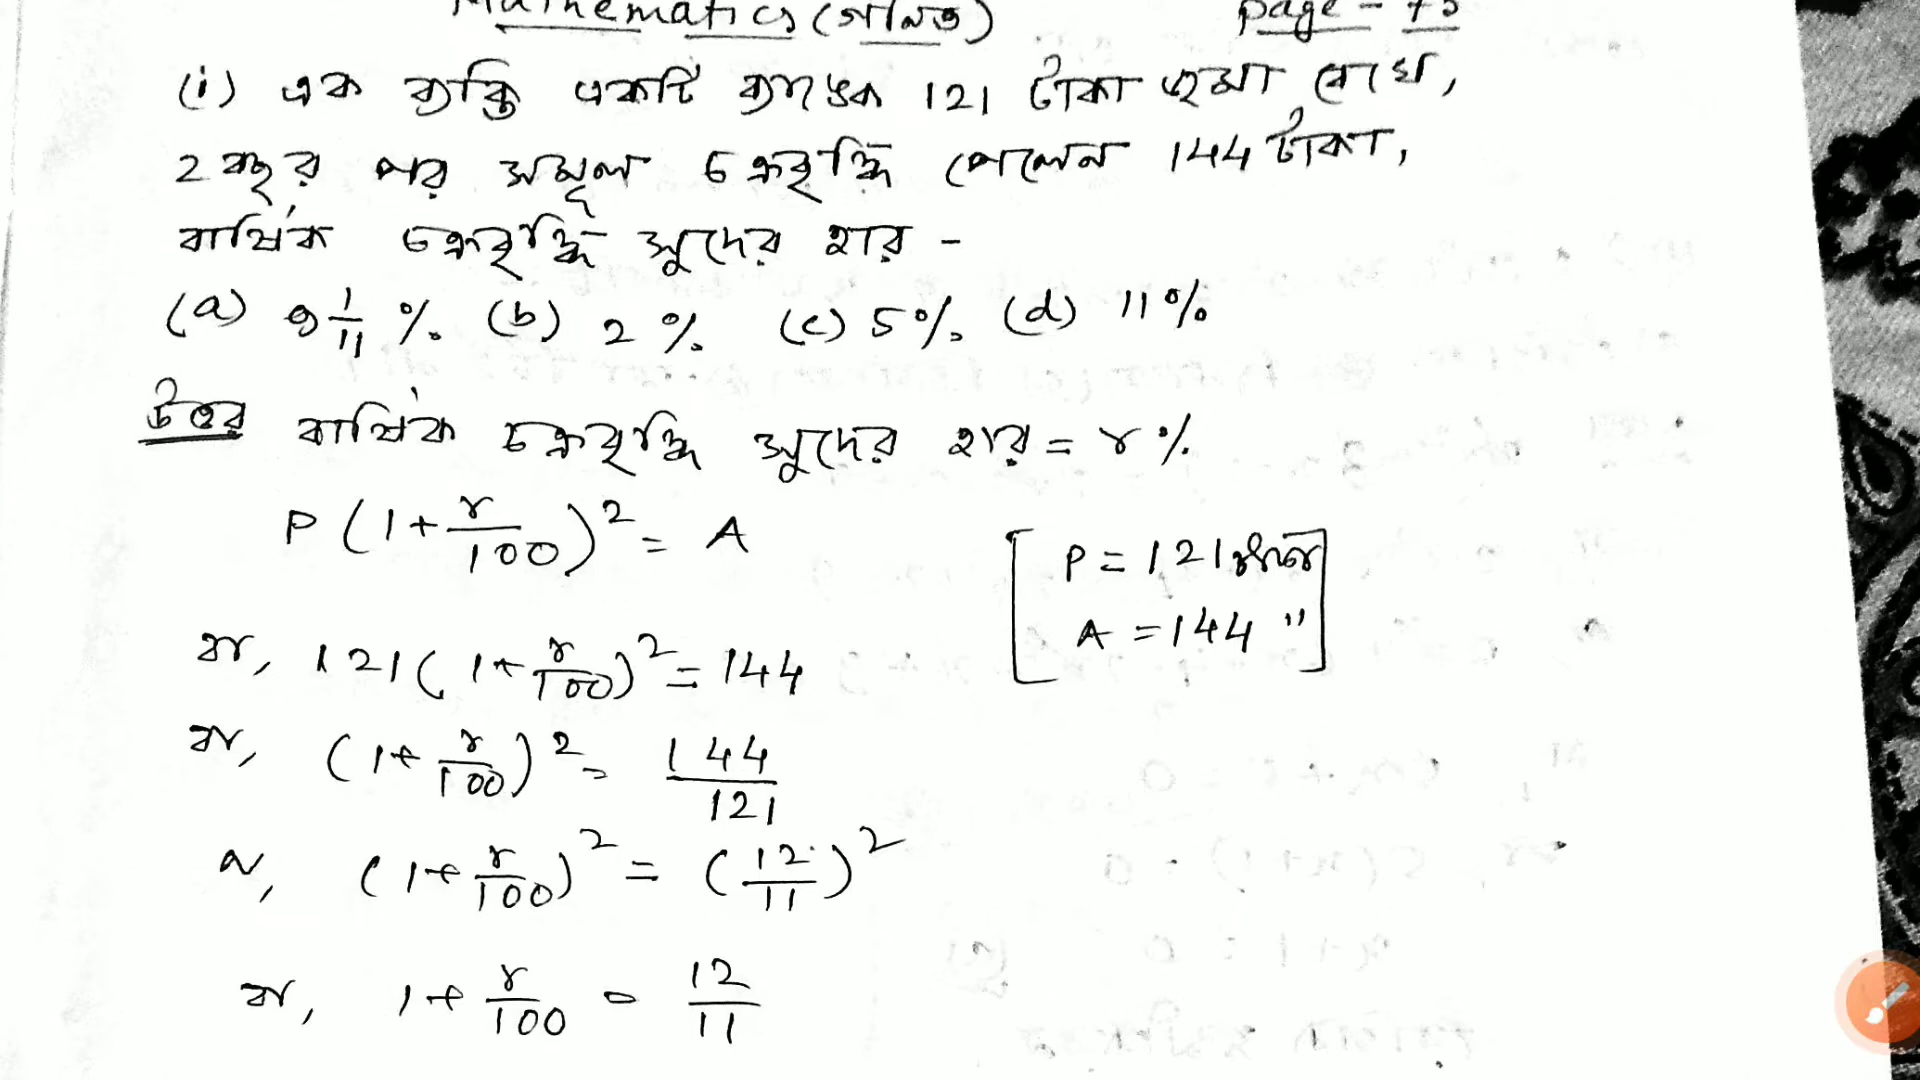 Mathematics (গণিত) page - 73
(i) এক ব্যক্তি একটি ব্যাঙ্কে 121 টাকা জমা রেখে,
2 বছর পর সমূল চক্রবৃদ্ধি পেলেন 144 টাকা,
বার্ষিক চক্রবৃদ্ধি সুদের হার -
(a) 9 1/11 % (b) 2 % (c) 5% (d) 11%
উত্তর বার্ষিক চক্রবৃদ্ধি সুদের হার = r %
P (1 + r/100)² = A
[P = 121
A = 144 "]
বা, 121 (1 + r/100)² = 144
বা, (1 + r/100)² = 144/121
বা, (1 + r/100)² = (12/11)²
বা, 1 + r/100 = 12/11